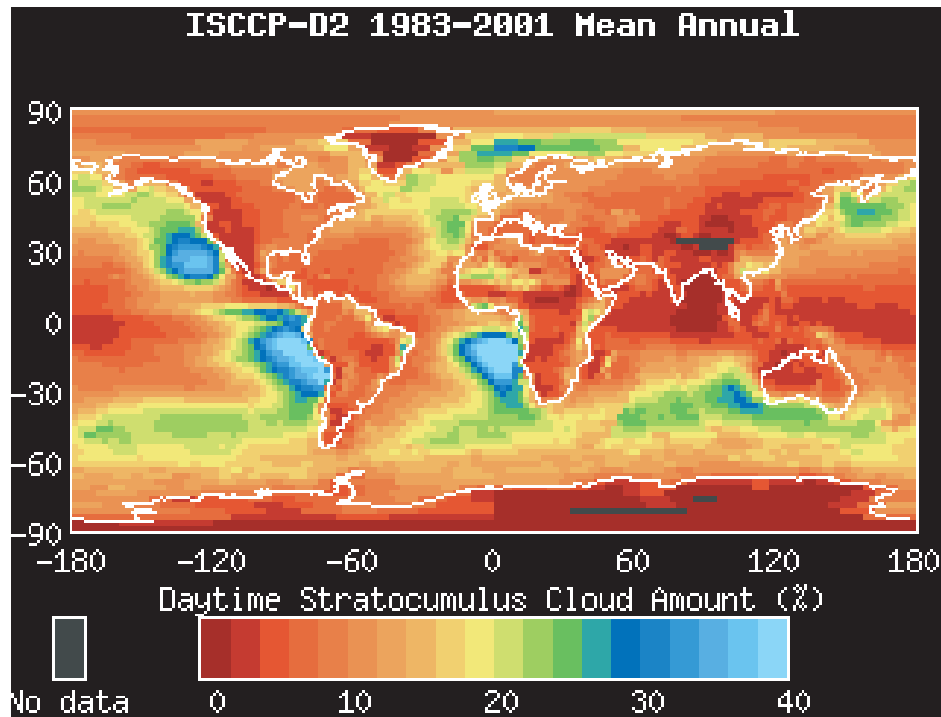 ISCCP-D2 1983-2001 Mean Annual
90
60
30
0
-30
-60
-90
-180 -120 -60 0 60 120 180
Daytime Stratocumulus Cloud Amount (%)
No data 0 10 20 30 40